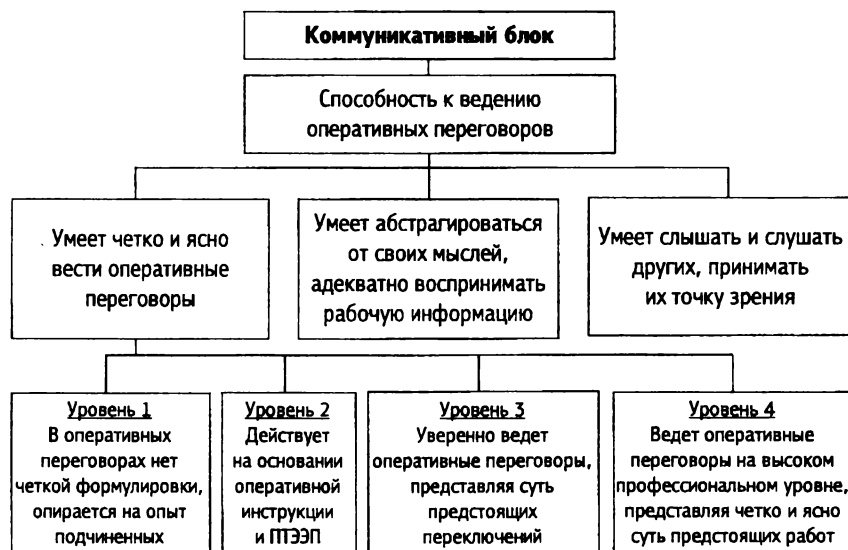 Коммуникативный блок
Способность к ведению
оперативных переговоров
Умеет четко и ясно
вести оперативные
переговоры
Умеет абстрагироваться
от своих мыслей,
адекватно воспринимать
рабочую информацию
Умеет слышать и слушать
других, принимать
их точку зрения
Уровень 1
В оперативных
переговорах нет
четкой формулировки,
опирается на опыт
подчиненных
Уровень 2
Действует
на основании
оперативной
инструкции
и ПТЭЭП
Уровень 3
Уверенно ведет
оперативные переговоры,
представляя суть
предстоящих
переключений
Уровень 4
Ведет оперативные
переговоры на высоком
профессиональном уровне,
представляя четко и ясно
суть предстоящих работ